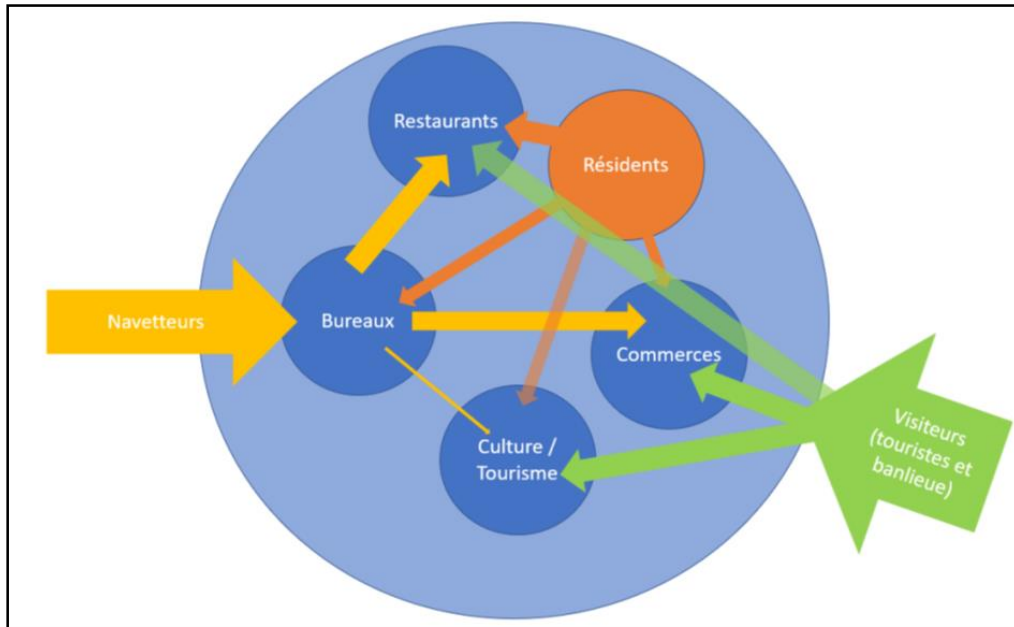 Restaurants
Résidents
Navetteurs
Bureaux
Commerces
Culture /
Tourisme
Visiteurs
(touristes et
banlieue)